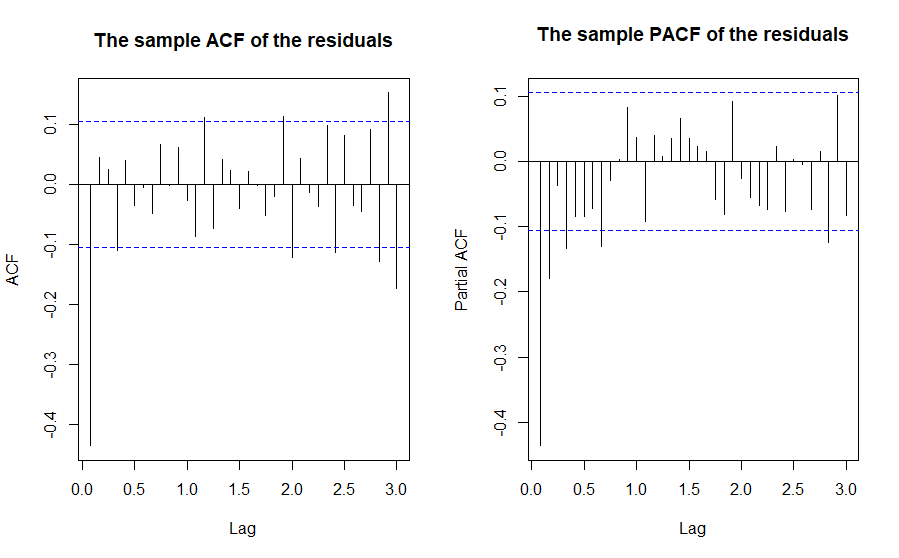 The sample ACF of the residuals
ACF
0.1
0.0
-0.1
-0.2
-0.3
-0.4
0.0 0.5 1.0 1.5 2.0 2.5 3.0
Lag
The sample PACF of the residuals
Partial ACF
0.1
0.0
-0.1
-0.2
-0.3
-0.4
0.0 0.5 1.0 1.5 2.0 2.5 3.0
Lag